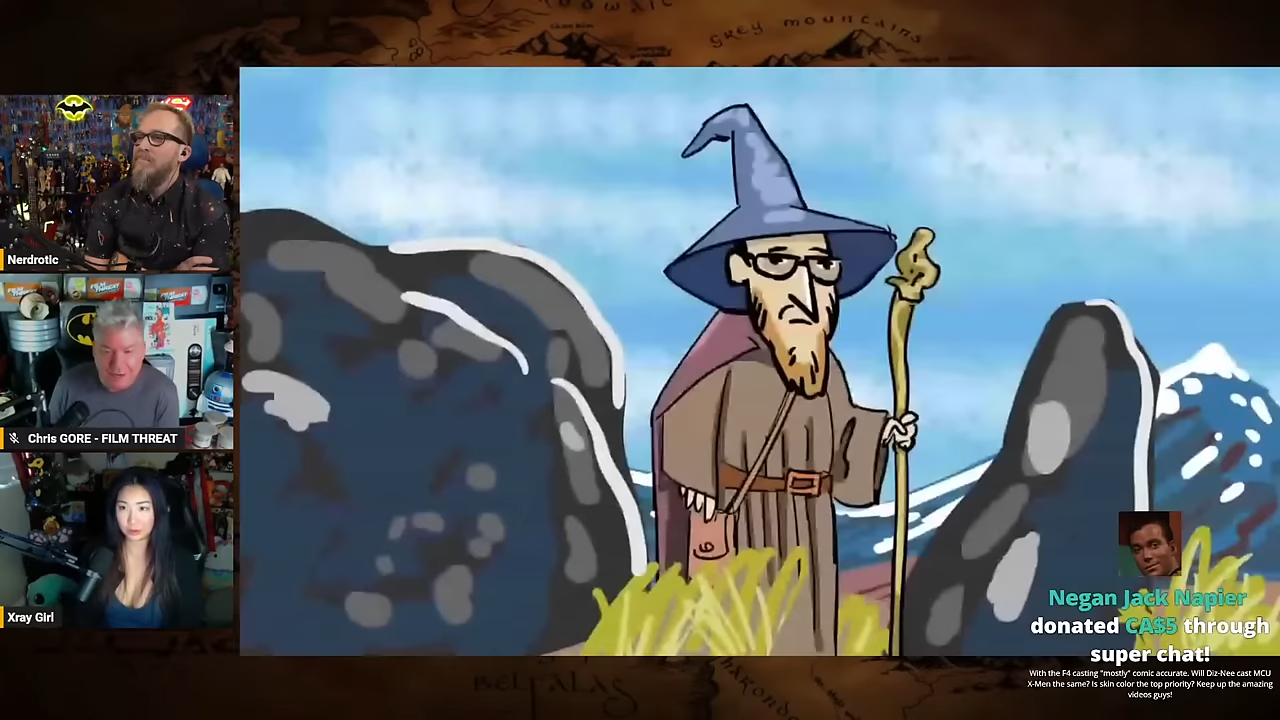 GREY MOUNTAINS
Nerdrotic
FILM THREAT
Chris GORE - FILM THREAT
Xray Girl
BELFALAS
Negan Jack Napier
donated CA$5 through
super chat!
With the F4 casting "mostly" comic accurate. Will Diz-Nee cast MCU
X-Men the same? Is skin color the top priority? Keep up the amazing
videos guys!